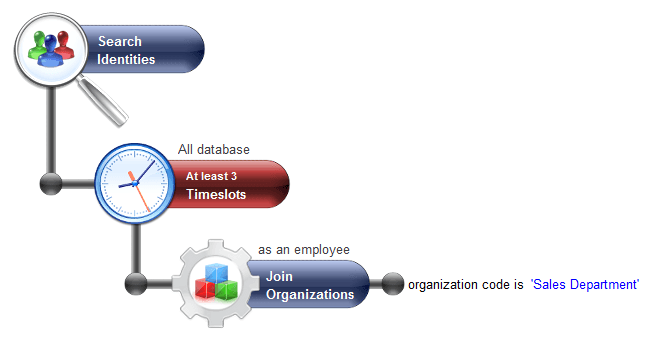 Search
Identities
All database
At least 3
Timeslots
as an employee
Join
Organizations
organization code is 'Sales Department'